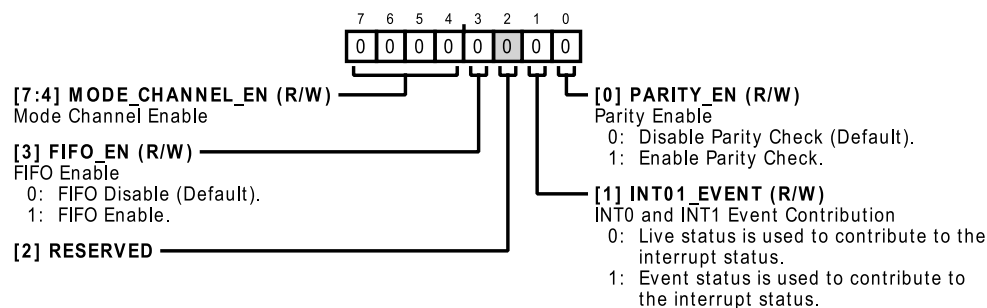 7 6 5 4 3 2 1 0
0 0 0 0 0 0 0 0
[7:4] MODE_CHANNEL_EN (R/W)
Mode Channel Enable
[3] FIFO_EN (R/W)
FIFO Enable
0: FIFO Disable (Default).
1: FIFO Enable.
[2] RESERVED
[0] PARITY_EN (R/W)
Parity Enable
0: Disable Parity Check (Default).
1: Enable Parity Check.
[1] INT01_EVENT (R/W)
INT0 and INT1 Event Contribution
0: Live status is used to contribute to the
interrupt status.
1: Event status is used to contribute to
the interrupt status.